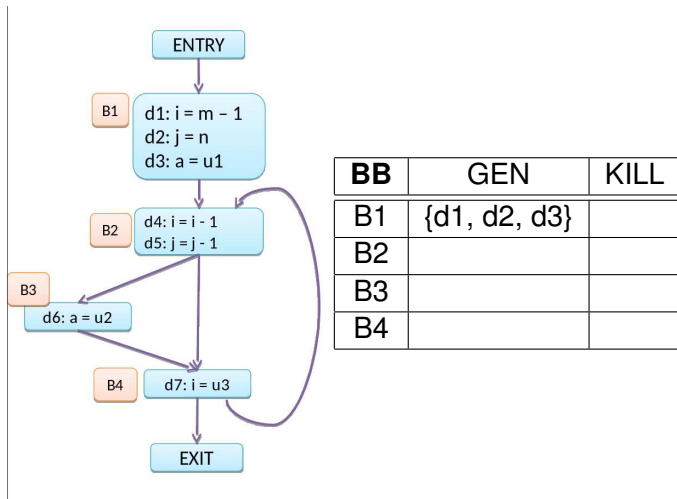 ENTRY
B1
d1: i = m – 1
d2: j = n
d3: a = u1
B2
d4: i = i - 1
d5: j = j - 1
B3
d6: a = u2
B4
d7: i = u3
EXIT
BB GEN KILL
B1 {d1, d2, d3}
B2
B3
B4